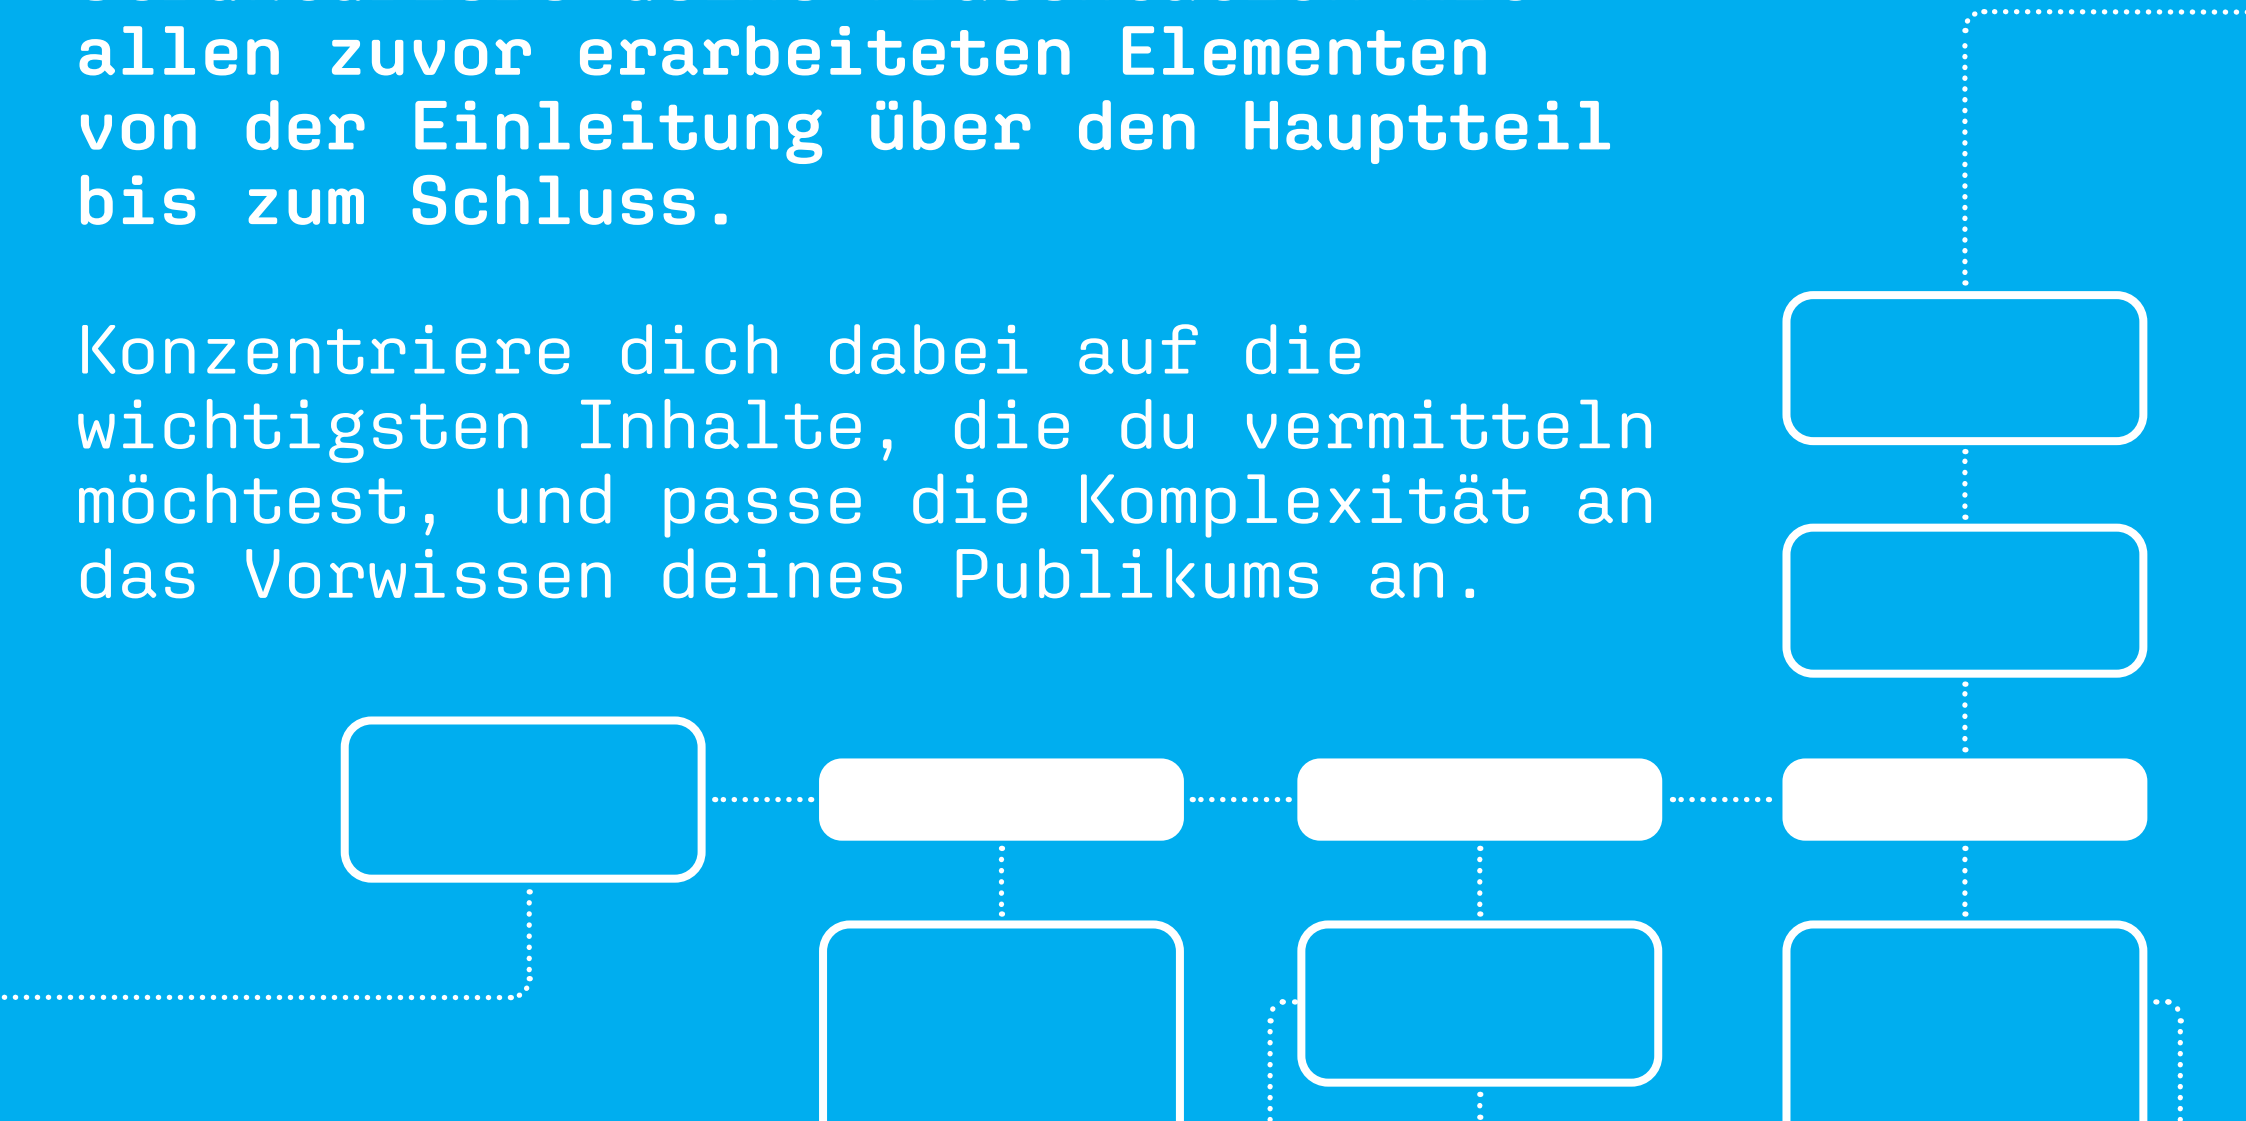 allen zuvor erarbeiteten Elementen
von der Einleitung über den Hauptteil
bis zum Schluss.
Konzentriere dich dabei auf die
wichtigsten Inhalte, die du vermitteln
möchtest, und passe die Komplexität an
das Vorwissen deines Publikums an.